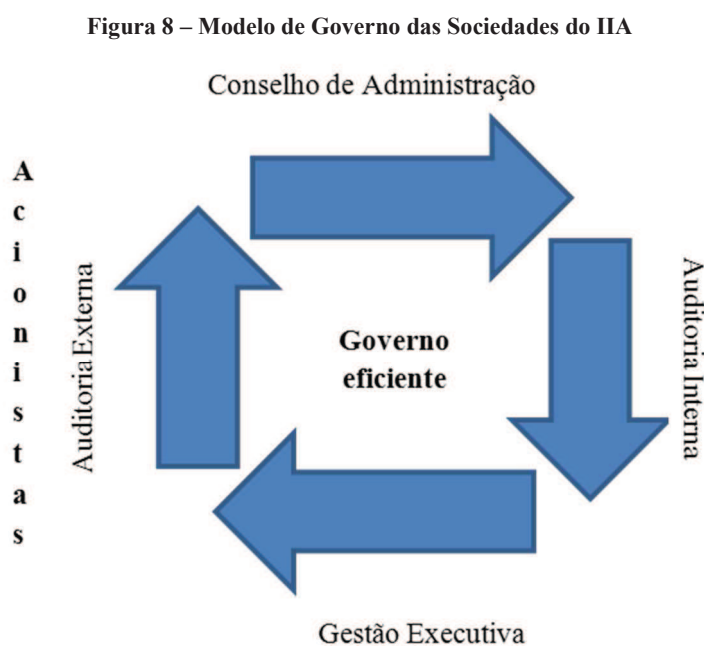 Figura 8 – Modelo de Governo das Sociedades do IIA
Conselho de Administração
Acionistas
Auditoria Externa
Governo
eficiente
Auditoria Interna
Gestão Executiva